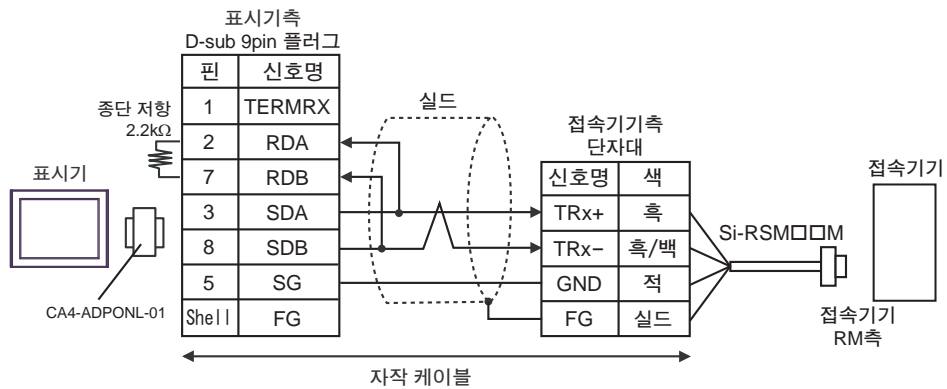 표시기측
D-sub 9pin 플러그
핀 신호명
1 TERMRX
2 RDA
7 RDB
3 SDA
8 SDB
5 SG
Shell FG
종단 저항
2.2kΩ
표시기
CA4-ADPONL-01
실드
접속기기측
단자대
신호명 색
TRx+ 흑
TRx− 흑/백
GND 적
FG 실드
Si-RSM□□M
접속기기
접속기기
RM측
자작 케이블